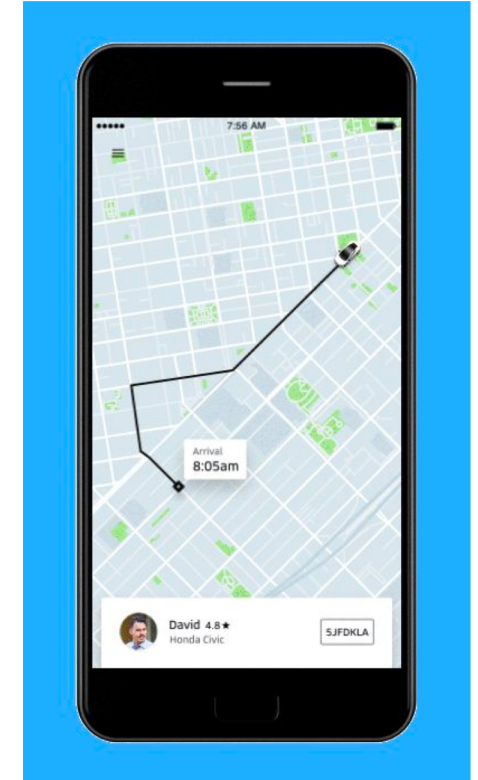 7:56 AM
Arrival
8:05am
David 4.8★
Honda Civic
5JFDKLA